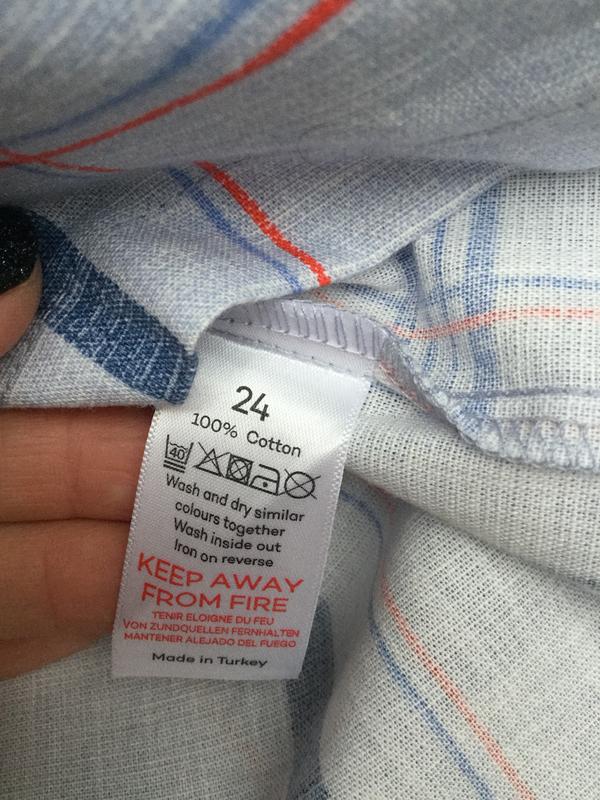 24
100% Cotton
40
Wash and dry similar
colours together
Wash inside out
Iron on reverse
KEEP AWAY
FROM FIRE
TENIR ELOIGNE DU FEU
VON ZUNDQUELLEN FERNHALTEN
MANTENER ALEJADO DEL FUEGO
Made in Turkey